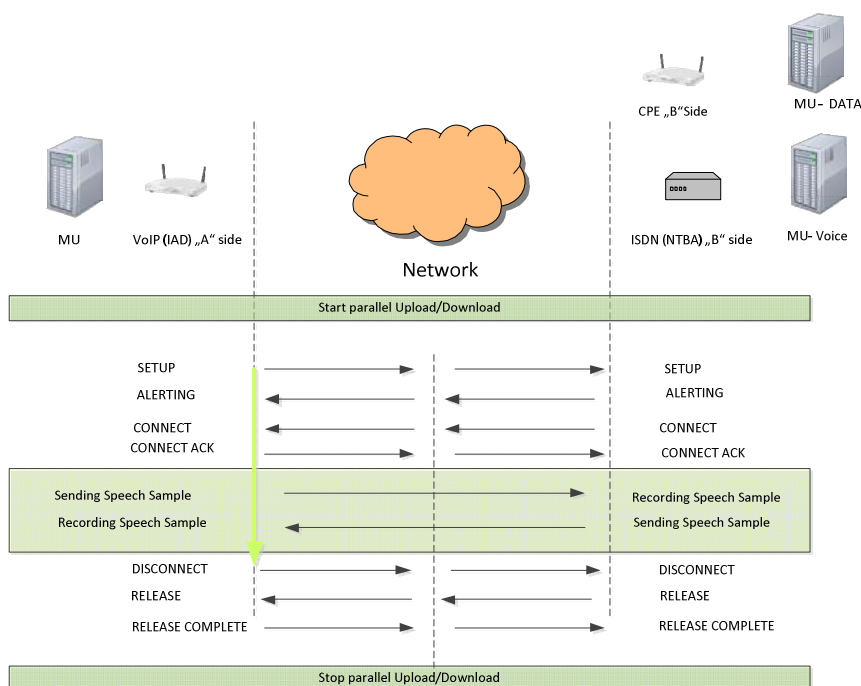 CPE „B“Side
MU- DATA
MU
VoIP (IAD) „A“ side
ISDN (NTBA) „B“ side
MU-Voice
Network
Start parallel Upload/Download
SETUP
SETUP
ALERTING
ALERTING
CONNECT
CONNECT
CONNECT ACK
CONNECT ACK
Sending Speech Sample
Recording Speech Sample
Recording Speech Sample
Sending Speech Sample
DISCONNECT
DISCONNECT
RELEASE
RELEASE
RELEASE COMPLETE
RELEASE COMPLETE
Stop parallel Upload/Download